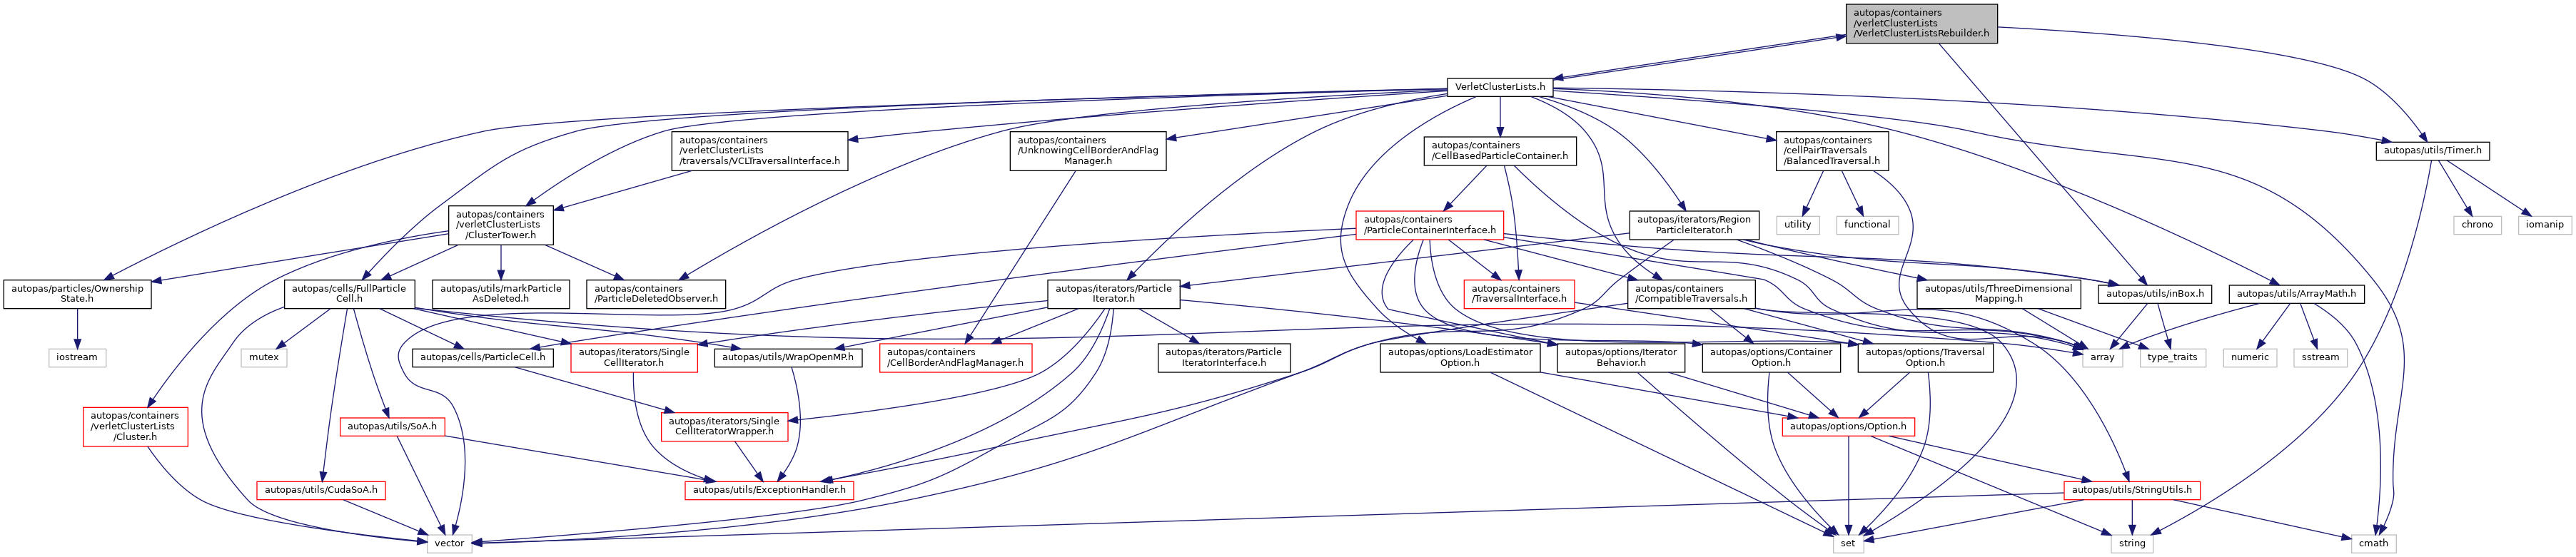 autopas/containers
/verletClusterLists
/VerletClusterListsRebuilder.h
VerletClusterLists.h
autopas/containers
/verletClusterLists
/traversals/VCLTraversalInterface.h
autopas/containers
/UnknowingCellBorderAndFlag
Manager.h
autopas/containers
/CellBasedParticleContainer.h
autopas/containers
/cellPairTraversals
/BalancedTraversal.h
autopas/utils/Timer.h
autopas/containers
/verletClusterLists
/ClusterTower.h
autopas/containers
/ParticleContainerInterface.h
autopas/iterators/Region
ParticleIterator.h
utility
functional
chrono
iomanip
autopas/particles/Ownership
State.h
autopas/cells/FullParticle
Cell.h
autopas/utils/markParticle
AsDeleted.h
autopas/containers
/ParticleDeletedObserver.h
autopas/iterators/Particle
Iterator.h
autopas/containers
/TraversalInterface.h
autopas/containers
/CompatibleTraversals.h
autopas/utils/ThreeDimensional
Mapping.h
autopas/utils/inBox.h
autopas/utils/ArrayMath.h
iostream
mutex
autopas/cells/ParticleCell.h
autopas/iterators/Single
CellIterator.h
autopas/utils/WrapOpenMP.h
autopas/containers
/CellBorderAndFlagManager.h
autopas/iterators/Particle
IteratorInterface.h
autopas/options/LoadEstimator
Option.h
autopas/options/Iterator
Behavior.h
autopas/options/Container
Option.h
autopas/options/Traversal
Option.h
array
type_traits
numeric
sstream
autopas/containers
/verletClusterLists
/Cluster.h
autopas/utils/SoA.h
autopas/iterators/Single
CellIteratorWrapper.h
autopas/options/Option.h
autopas/utils/CudaSoA.h
autopas/utils/ExceptionHandler.h
autopas/utils/StringUtils.h
vector
set
string
cmath